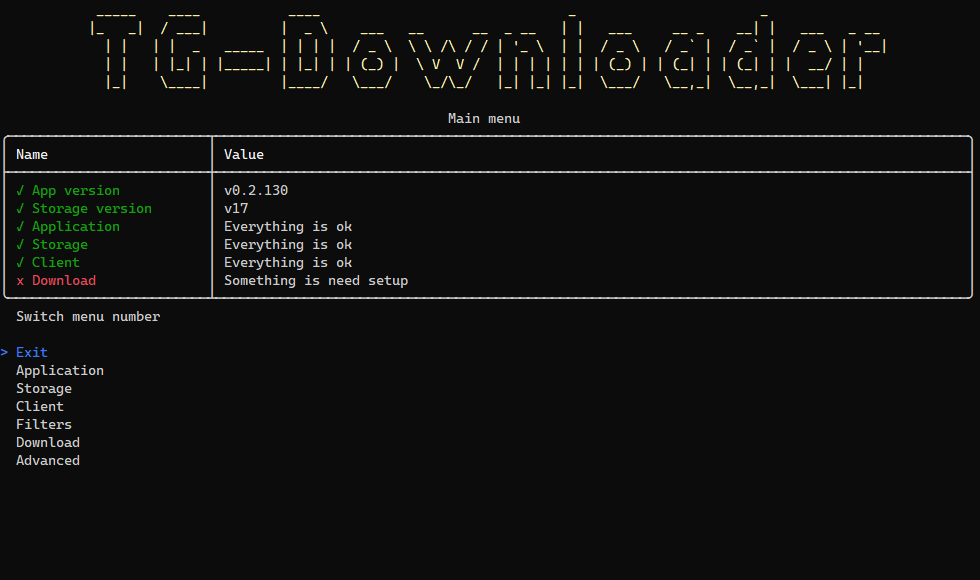 TG-Downloader
Main menu
Name Value
√ App version v0.2.130
√ Storage version v17
√ Application Everything is ok
√ Storage Everything is ok
√ Client Everything is ok
x Download Something is need setup
Switch menu number
> Exit
Application
Storage
Client
Filters
Download
Advanced